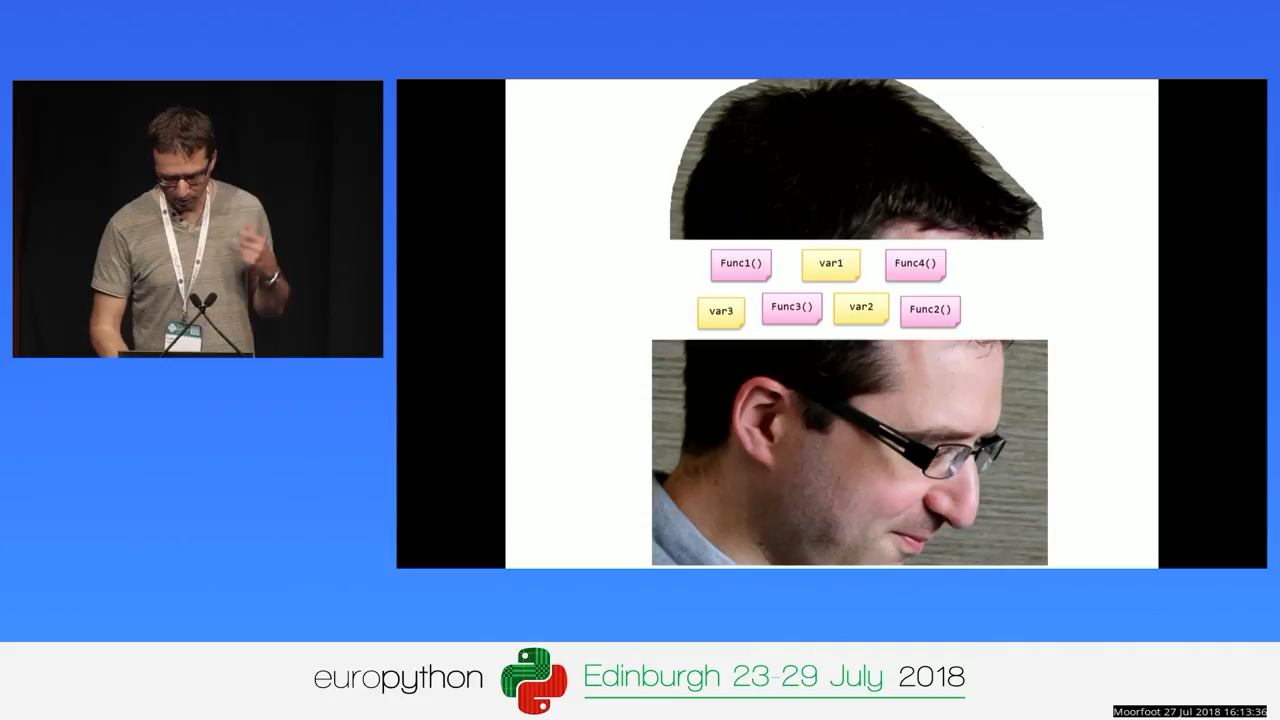 Func1() var1 Func4()
var3 Func3() var2 Func2()
europython Edinburgh 23-29 July 2018
Moorfoot 27 Jul 2018 16:13:36